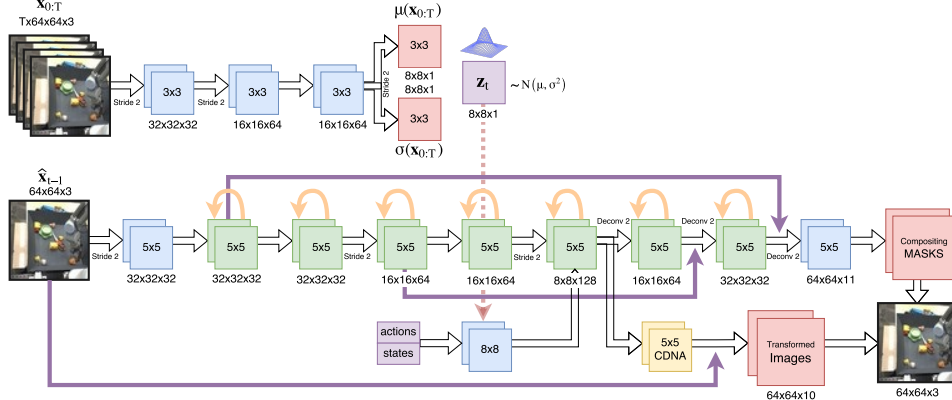 x₀:T
Tx64x64x3
Stride 2
3x3
32x32x32
Stride 2
3x3
16x16x64
3x3
16x16x64
Stride 2
μ(x₀:T)
3x3
8x8x1
8x8x1
3x3
σ(x₀:T)
zₜ
~N(μ, σ²)
8x8x1
x̂ₜ₋₁
64x64x3
Stride 2
5x5
32x32x32
5x5
32x32x32
5x5
32x32x32
Stride 2
5x5
16x16x64
5x5
16x16x64
Stride 2
5x5
8x8x128
Deconv 2
5x5
16x16x64
Deconv 2
5x5
32x32x32
Deconv 2
5x5
64x64x11
Compositing
MASKS
actions
states
8x8
5x5
CDNA
Transformed
Images
64x64x10
64x64x3